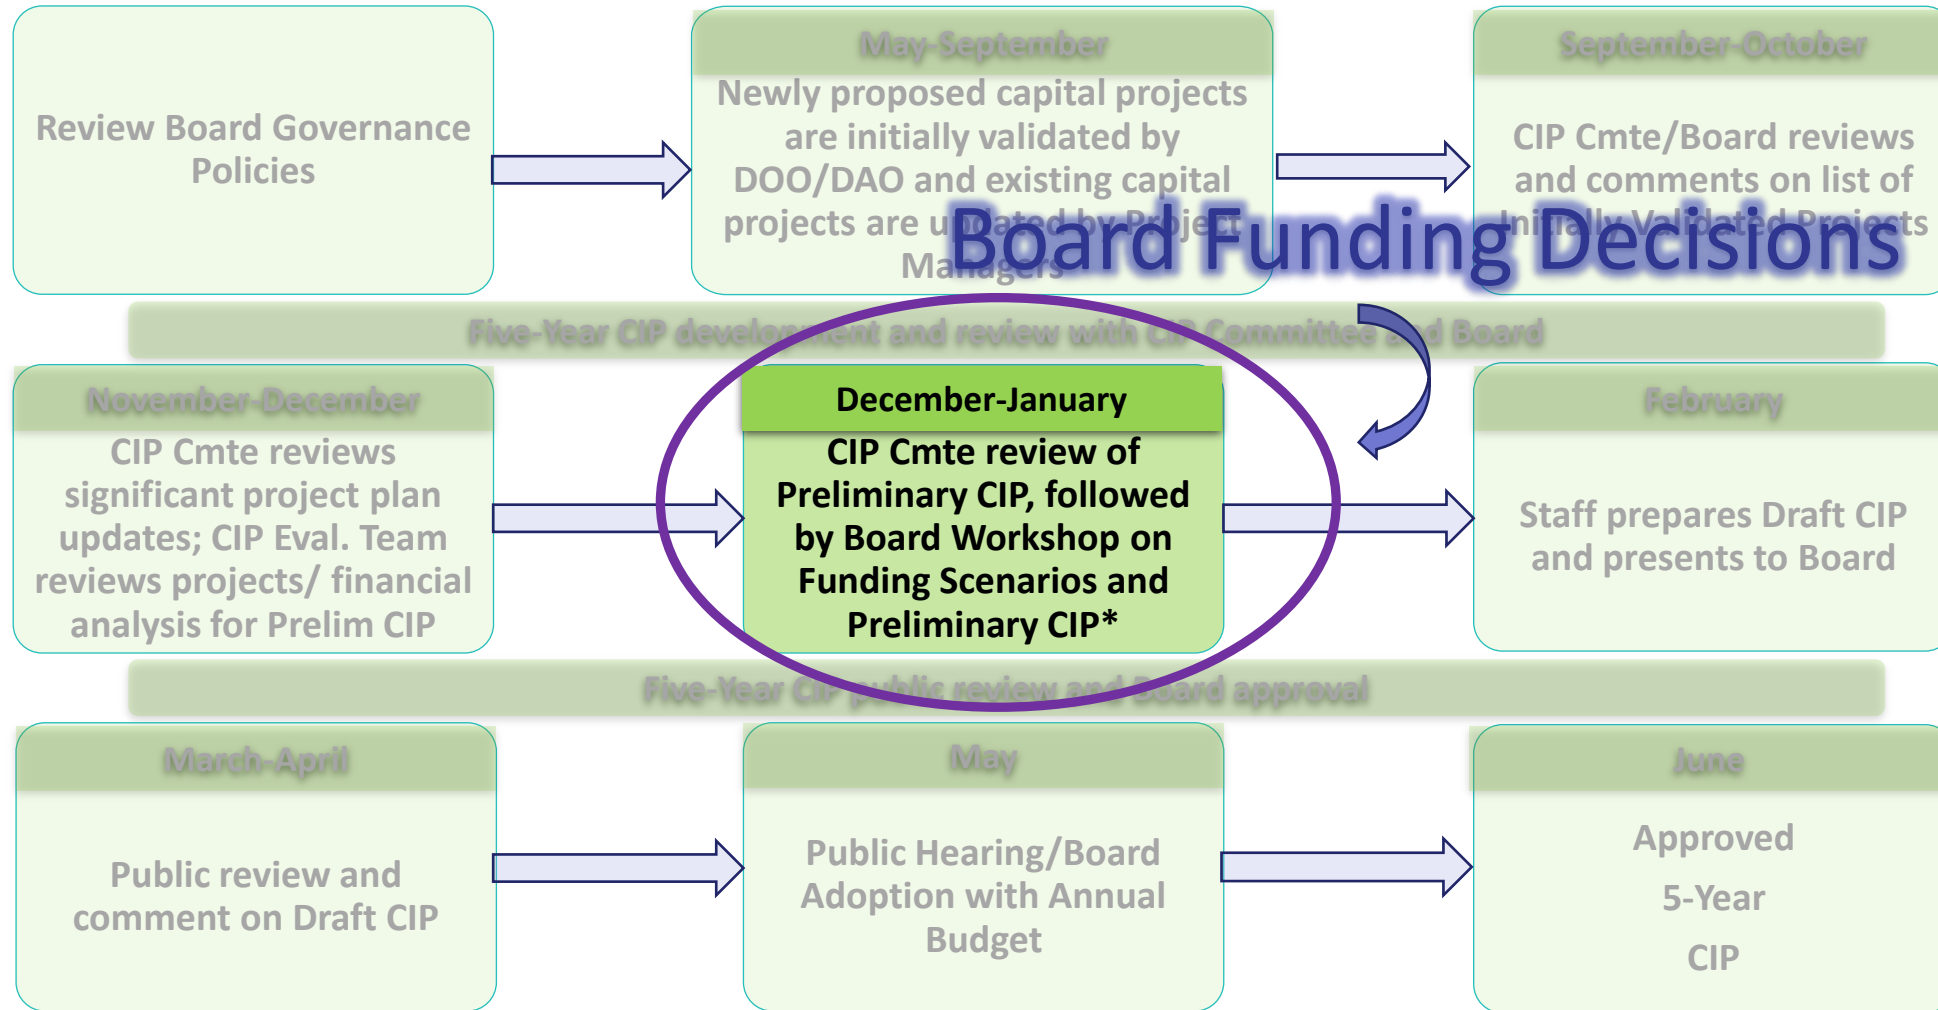 Review Board Governance
Policies
May-September
Newly proposed capital projects
are initially validated by
DOO/DAO and existing capital
projects are updated by Project
Managers
September-October
CIP Cmte/Board reviews
and comments on list of
Initially Validated Projects
Board Funding Decisions
Five-Year CIP development and review with CIP Committee and Board
November-December
CIP Cmte reviews
significant project plan
updates; CIP Eval. Team
reviews projects/ financial
analysis for Prelim CIP
December-January
CIP Cmte review of
Preliminary CIP, followed
by Board Workshop on
Funding Scenarios and
Preliminary CIP*
February
Staff prepares Draft CIP
and presents to Board
Five-Year CIP public review and Board approval
March-April
Public review and
comment on Draft CIP
May
Public Hearing/Board
Adoption with Annual
Budget
June
Approved
5-Year
CIP